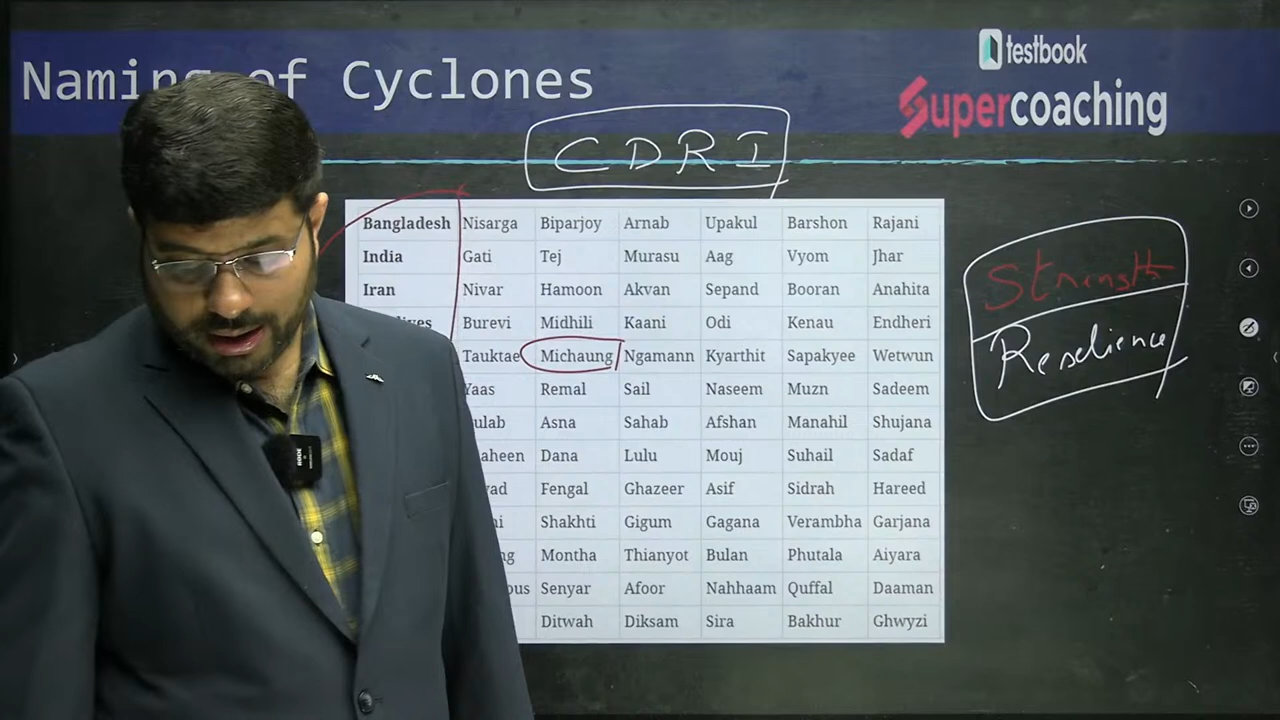 testbook
Naming of Cyclones
Supercoaching
CDRI
Bangladesh Nisarga Biparjoy Arnab Upakul Barshon Rajani
India Gati Tej Murasu Aag Vyom Jhar
Iran Nivar Hamoon Akvan Sepand Booran Anahita
Burevi Midhili Kaani Odi Kenau Endheri
Tauktae Michaung Ngamann Kyarthit Sapakyee Wetwun
Yaas Remal Sail Naseem Muzn Sadeem
ulab Asna Sahab Afshan Manahil Shujana
aheen Dana Lulu Mouj Suhail Sadaf
Fengal Ghazeer Asif Sidrah Hareed
Shakhti Gigum Gagana Verambha Garjana
Montha Thianyot Bulan Phutala Aiyara
ous Senyar Afoor Nahhaam Quffal Daaman
Ditwah Diksam Sira Bakhur Ghwyzi
Strength
Reselience